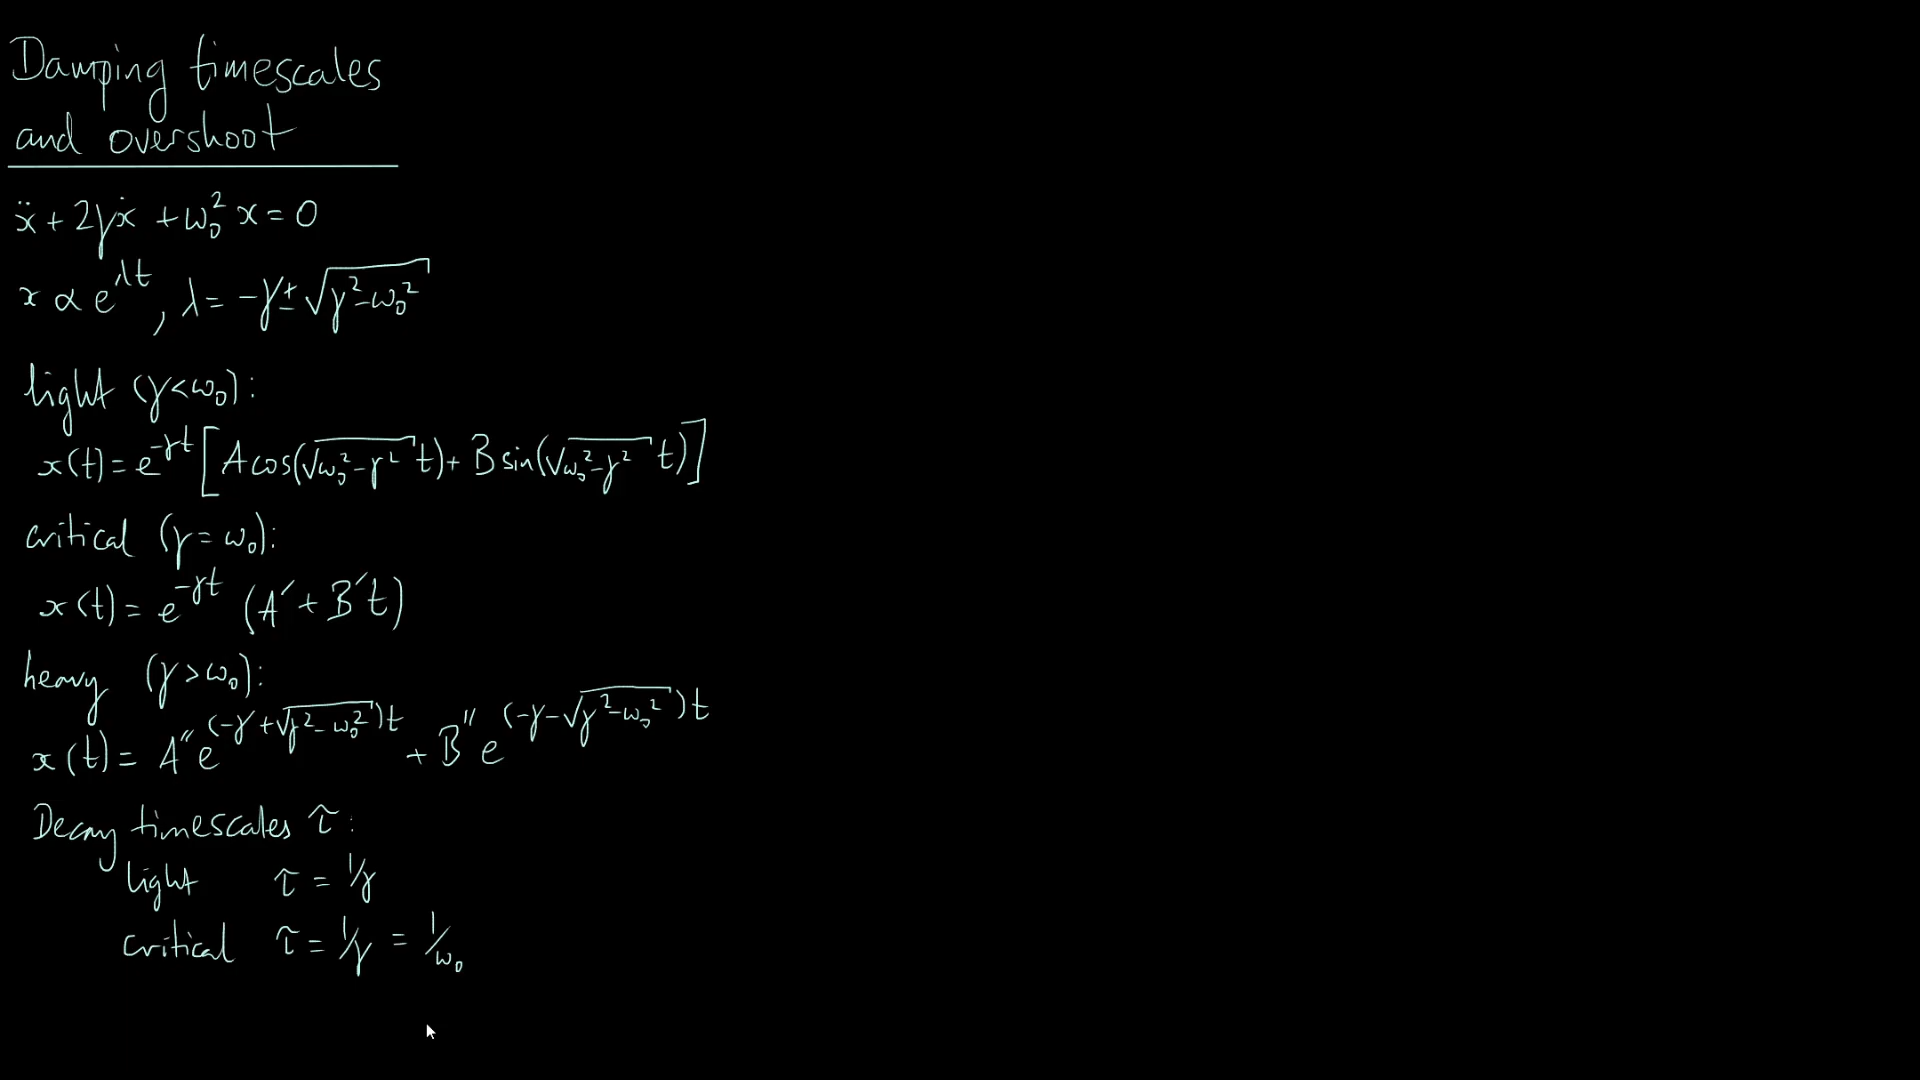 Damping timescales
and overshoot
ẍ + 2γẋ + ω₀² x = 0
x ∝ e^{λt}, λ = -γ ± √(γ² - ω₀²)
light (γ < ω₀):
x(t) = e^{-γt} [A cos(√(ω₀² - γ²) t) + B sin(√(ω₀² - γ²) t)]
critical (γ = ω₀):
x(t) = e^{-γt} (A′ + B′t)
heavy (γ > ω₀):
x(t) = A″ e^{(-γ + √(γ² - ω₀²))t} + B″ e^{(-γ - √(γ² - ω₀²))t}
Decay timescales τ:
light τ = 1/γ
critical τ = 1/γ = 1/ω₀